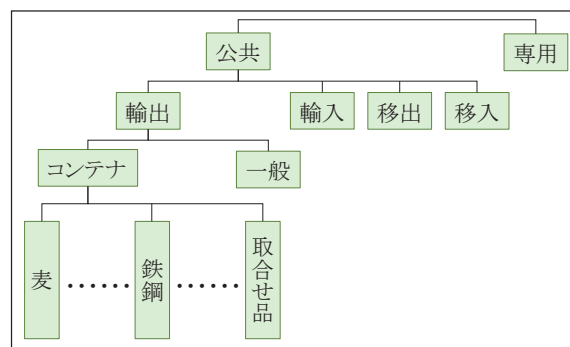 公共
専用
輸出
輸入
移出
移入
コンテナ
一般
麦
……
鉄鋼
……
取合せ品